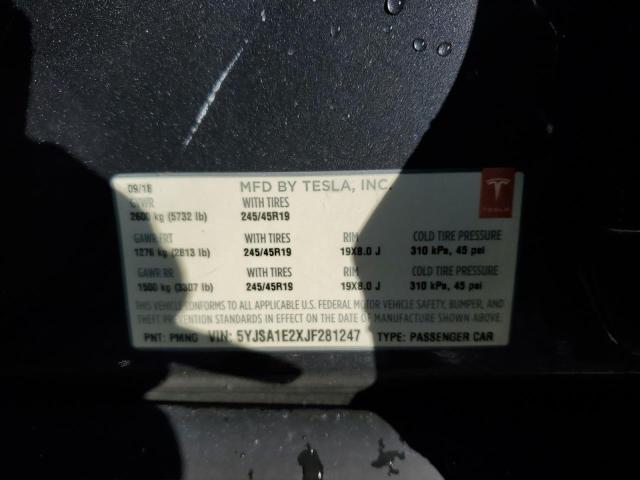 09/18 MFD BY TESLA, INC.
GVWR WITH TIRES
2600 kg (5732 lb) 245/45R19
GAWR FRT WITH TIRES RIM COLD TIRE PRESSURE
1276 kg (2813 lb) 245/45R19 19X8.0 J 310 kPa, 45 psi
GAWR RR WITH TIRES RIM COLD TIRE PRESSURE
1500 kg (3307 lb) 245/45R19 19X8.0 J 310 kPa, 45 psi
THIS VEHICLE CONFORMS TO ALL APPLICABLE U.S. FEDERAL MOTOR VEHICLE SAFETY, BUMPER, AND
THEFT PREVENTION STANDARDS IN EFFECT ON THE DATE OF MANUFACTURE SHOWN ABOVE.
PNT: PMNG VIN: 5YJSA1E2XJF281247 TYPE: PASSENGER CAR
TESLA